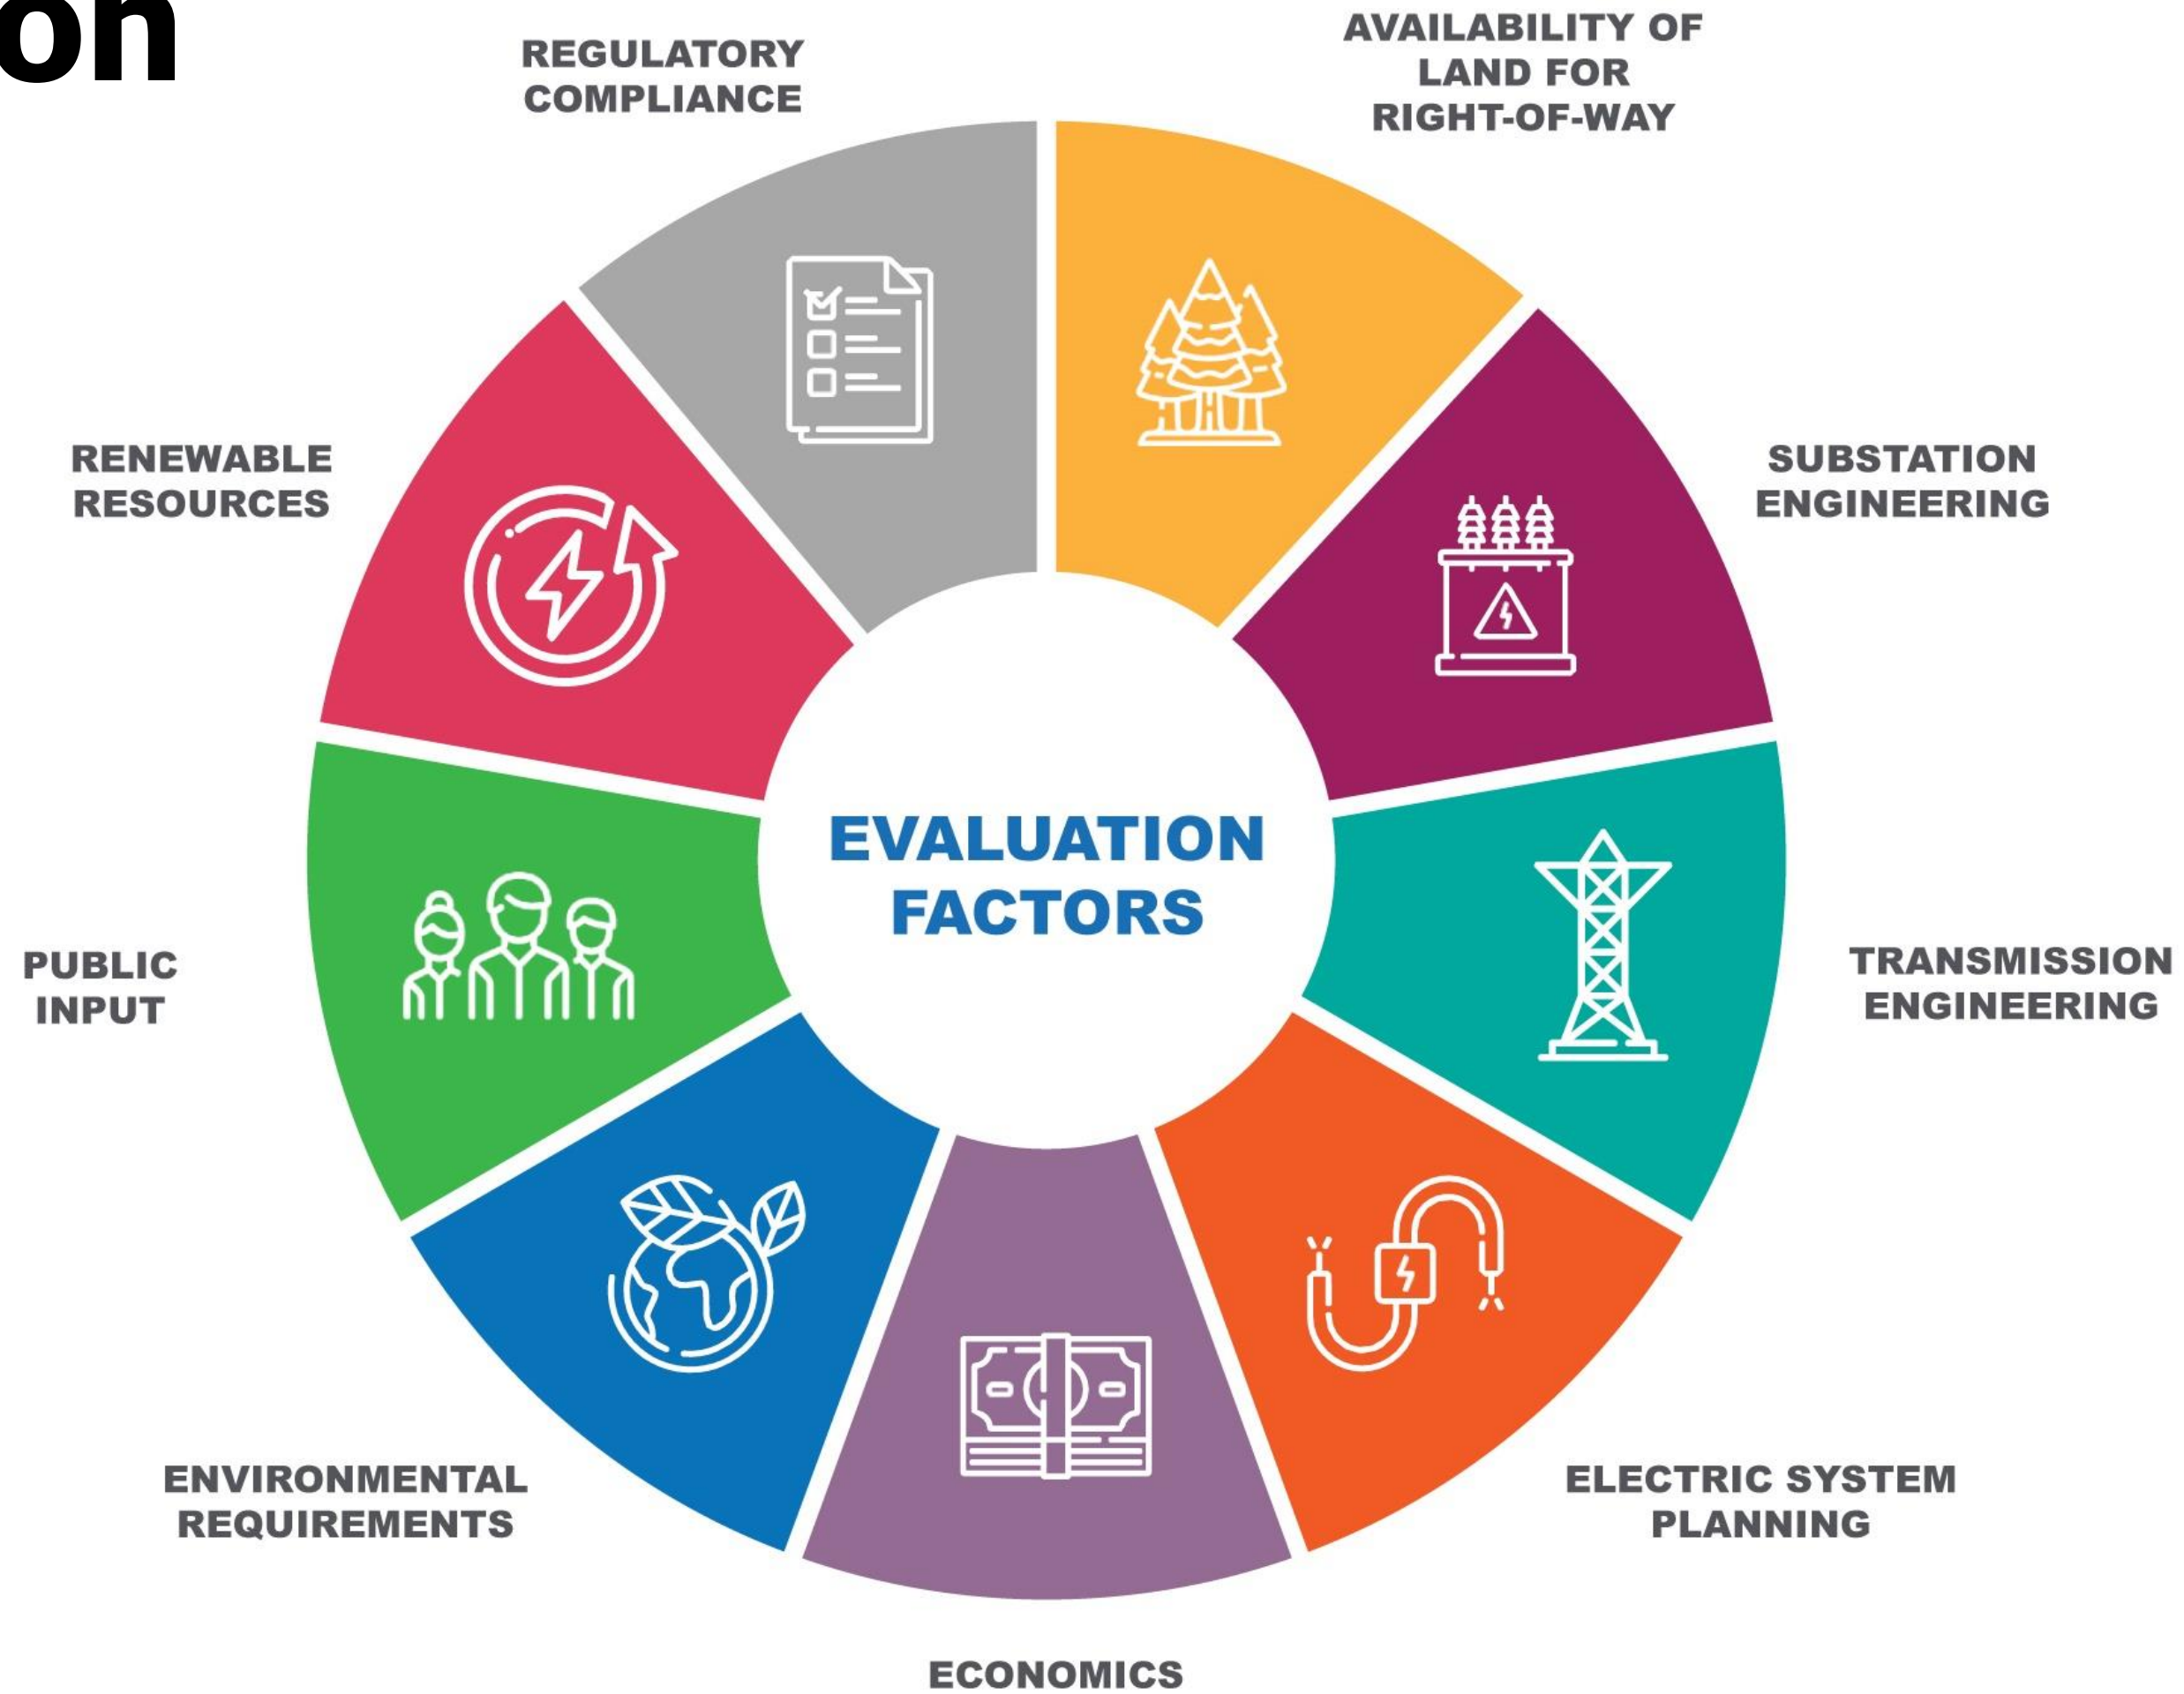 on
REGULATORY
COMPLIANCE
AVAILABILITY OF
LAND FOR
RIGHT-OF-WAY
RENEWABLE
RESOURCES
SUBSTATION
ENGINEERING
EVALUATION
FACTORS
PUBLIC
INPUT
TRANSMISSION
ENGINEERING
ENVIRONMENTAL
REQUIREMENTS
ELECTRIC SYSTEM
PLANNING
ECONOMICS